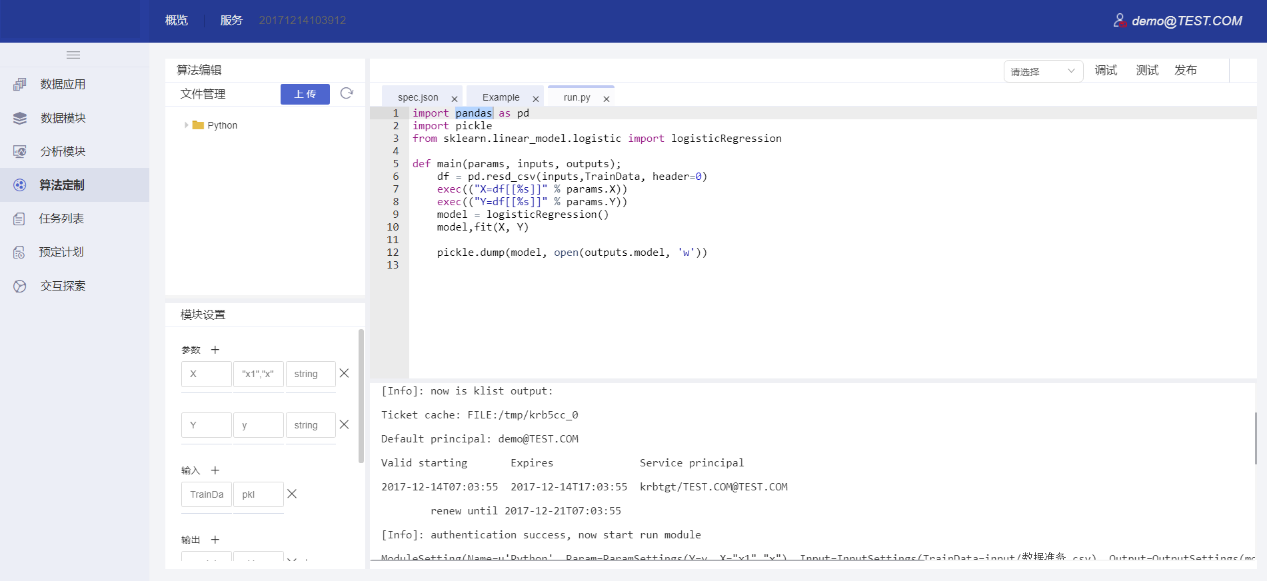 概览 服务 20171214103912
demo@TEST.COM
数据应用
数据模块
分析模块
算法定制
任务列表
预定计划
交互探索
算法编辑
文件管理 上传
Python
请选择 调试 测试 发布
spec.json Example run.py
1 import pandas as pd
2 import pickle
3 from sklearn.linear_model.logistic import logisticRegression
4
5 def main(params, inputs, outputs);
6 df = pd.resd_csv(inputs,TrainData, header=0)
7 exec(("X=df[[%s]]" % params.X))
8 exec(("Y=df[[%s]]" % params.Y))
9 model = logisticRegression()
10 model,fit(X, Y)
11
12 pickle.dump(model, open(outputs.model, 'w'))
13
模块设置
参数 +
X "x1","x" string
Y y string
输入 +
TrainDa pkl
输出 +
[Info]: now is klist output:
Ticket cache: FILE:/tmp/krb5cc_0
Default principal: demo@TEST.COM
Valid starting Expires Service principal
2017-12-14T07:03:55 2017-12-14T17:03:55 krbtgt/TEST.COM@TEST.COM
renew until 2017-12-21T07:03:55
[Info]: authentication success, now start run module
ModuleSetting(Name=u'Python', Param=ParamSettings(Y=y, X="x1","x"), Input=InputSettings(TrainData=input/数据准备.csv), Output=OutputSettings(mo